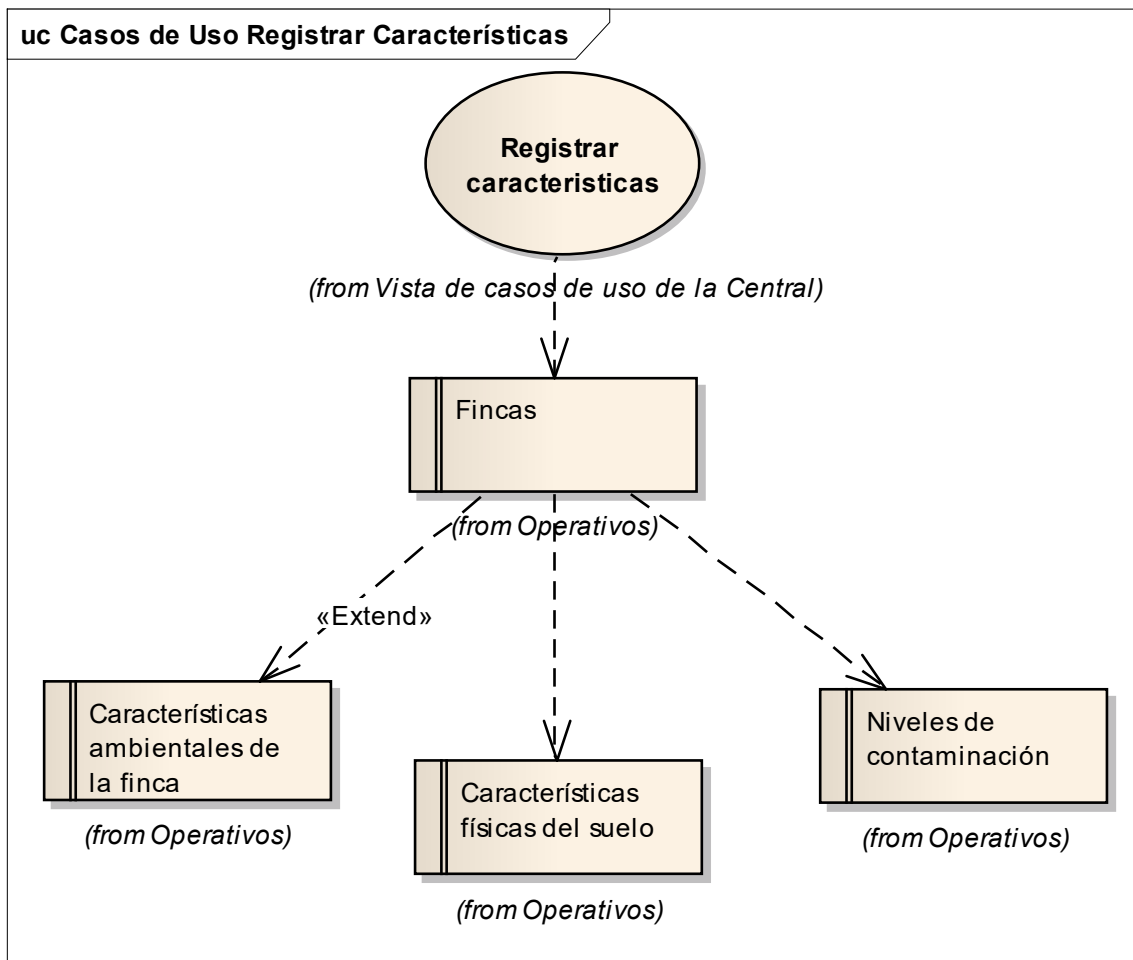 uc Casos de Uso Registrar Características
Registrar
caracteristicas
(from Vista de casos de uso de la Central)
Fincas
(from Operativos)
«Extend»
Características
ambientales de
la finca
(from Operativos)
Características
físicas del suelo
(from Operativos)
Niveles de
contaminación
(from Operativos)